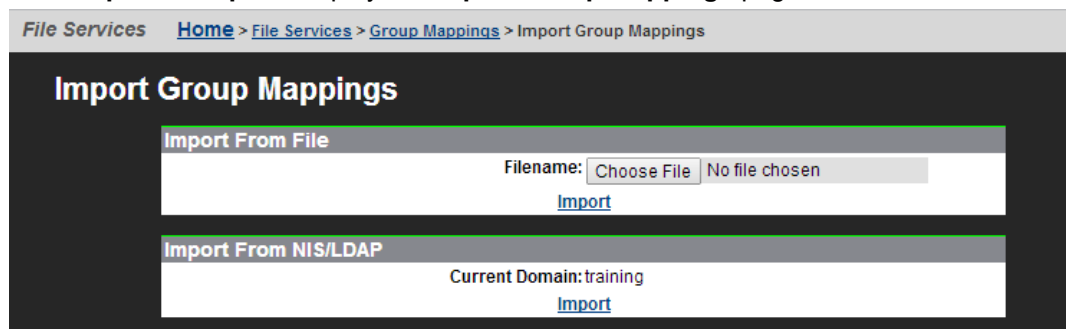 File Services Home > File Services > Group Mappings > Import Group Mappings
Import Group Mappings
Import From File
Filename: Choose File No file chosen
Import
Import From NIS/LDAP
Current Domain: training
Import